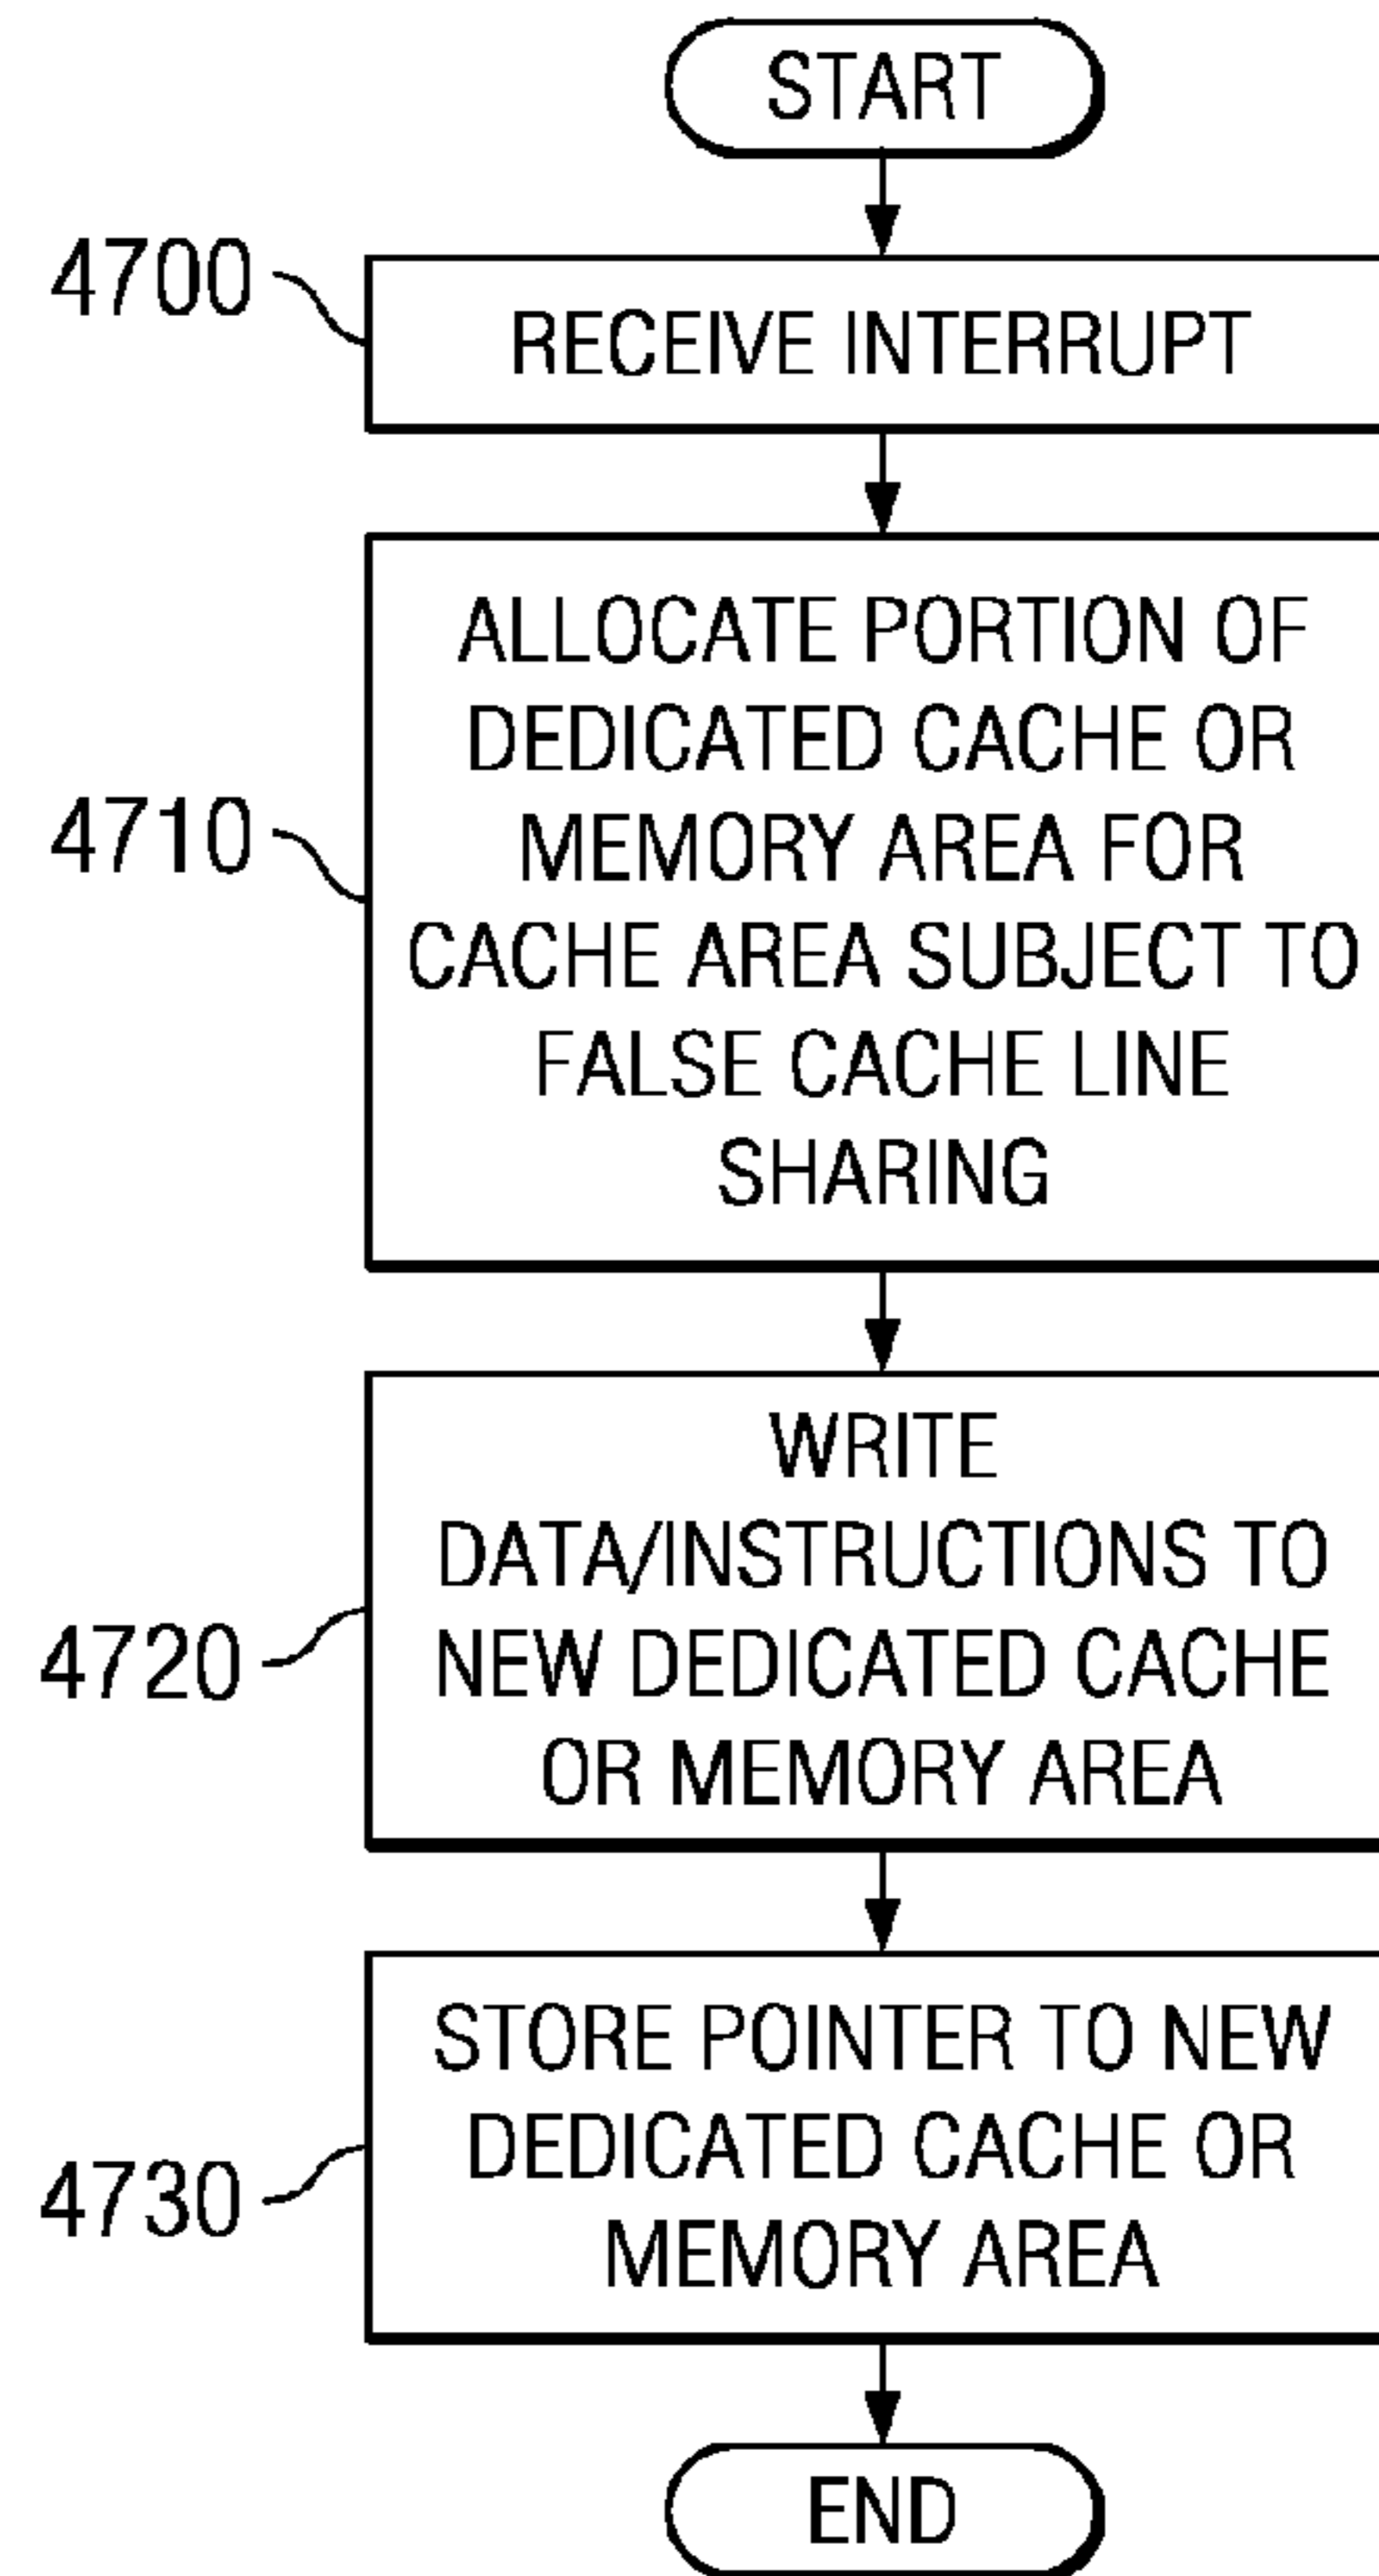 START
4700
RECEIVE INTERRUPT
4710
ALLOCATE PORTION OF
DEDICATED CACHE OR
MEMORY AREA FOR
CACHE AREA SUBJECT TO
FALSE CACHE LINE
SHARING
4720
WRITE
DATA/INSTRUCTIONS TO
NEW DEDICATED CACHE
OR MEMORY AREA
4730
STORE POINTER TO NEW
DEDICATED CACHE OR
MEMORY AREA
END